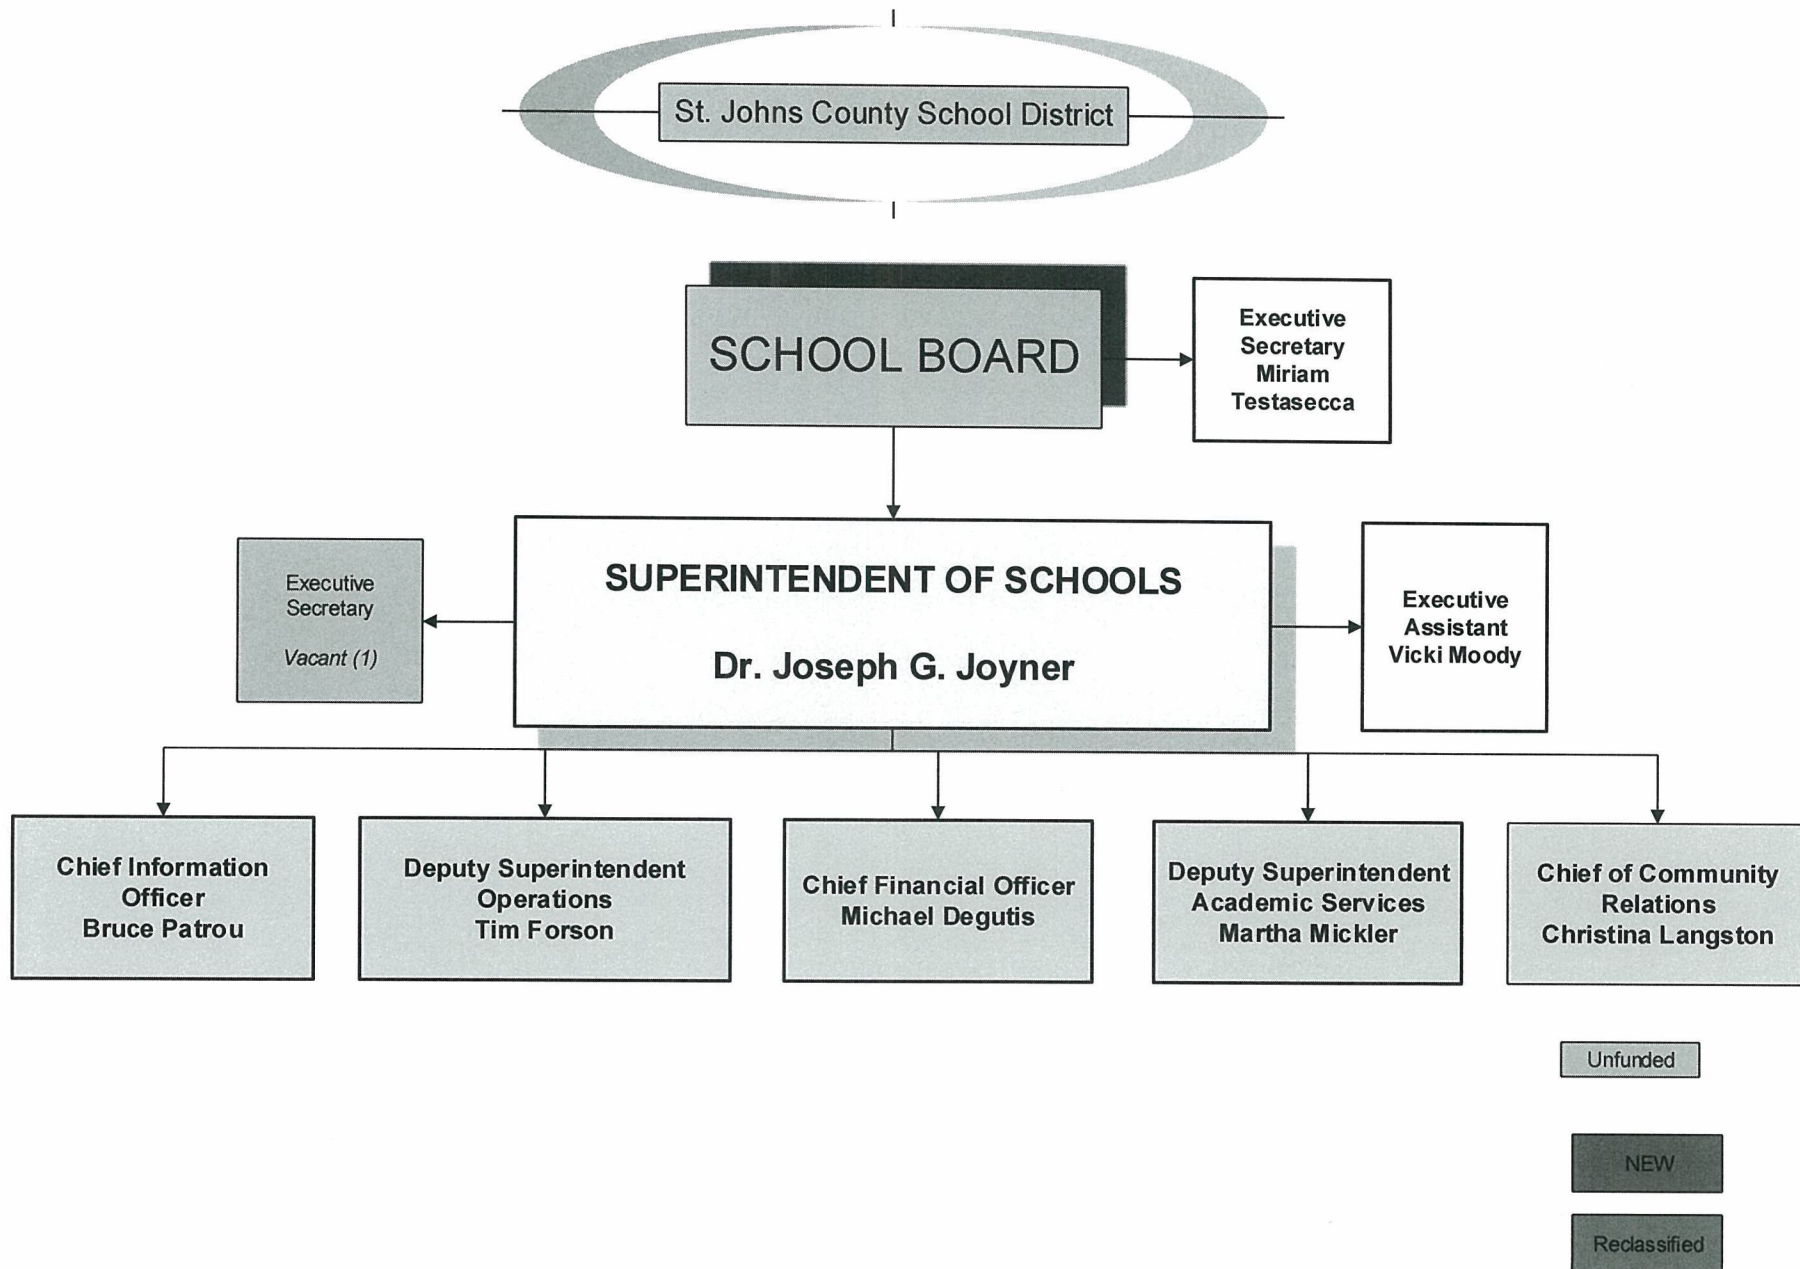 St. Johns County School District
SCHOOL BOARD
Executive
Secretary
Miriam
Testasecca
Executive
Secretary
Vacant (1)
SUPERINTENDENT OF SCHOOLS
Dr. Joseph G. Joyner
Executive
Assistant
Vicki Moody
Chief Information
Officer
Bruce Patrou
Deputy Superintendent
Operations
Tim Forson
Chief Financial Officer
Michael Degutis
Deputy Superintendent
Academic Services
Martha Mickler
Chief of Community
Relations
Christina Langston
Unfunded
NEW
Reclassified